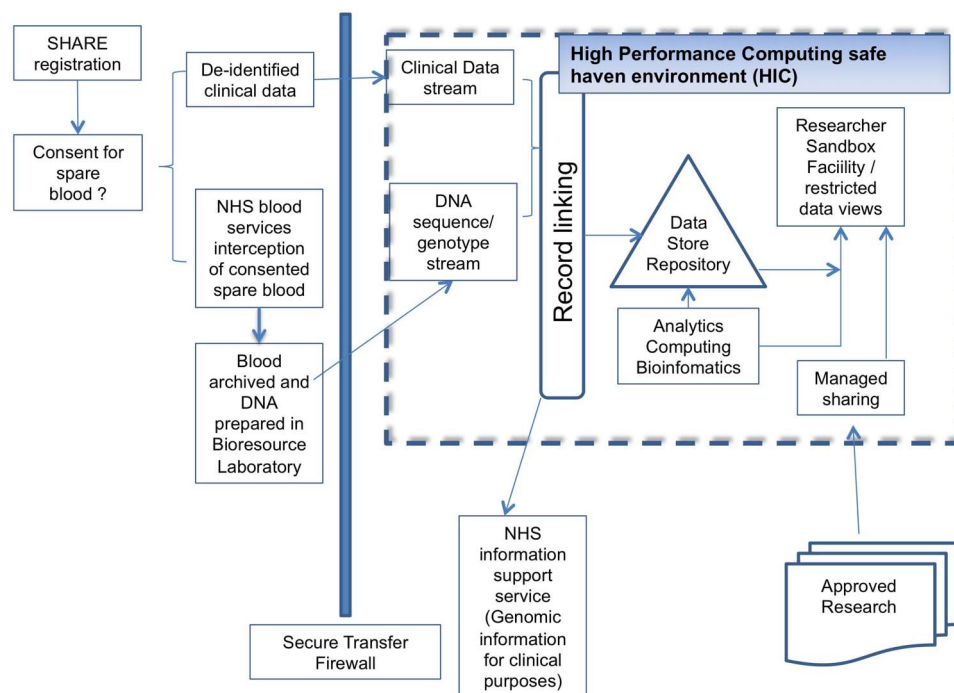 SHARE
registration
Consent for
spare
blood ?
De-identified
clinical data
NHS blood
services
interception
of consented
spare blood
Blood
archived and
DNA
prepared in
Bioresource
Laboratory
Secure Transfer
Firewall
Clinical Data
stream
DNA
sequence/
genotype
stream
Record linking
High Performance Computing safe
haven environment (HIC)
Data
Store
Repository
Analytics
Computing
Bioinfomatics
Researcher
Sandbox
Faciility /
restricted
data views
Managed
sharing
NHS
information
support
service
(Genomic
information
for clinical
purposes)
Approved
Research